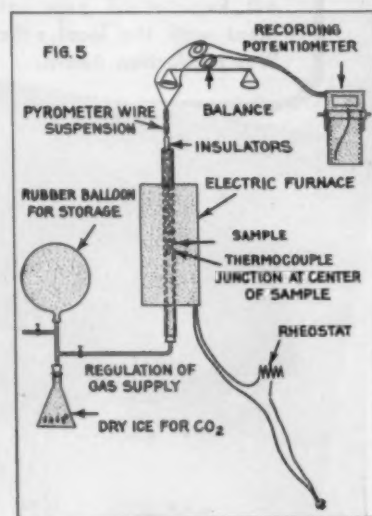 FIG. 5
RECORDING
POTENTIOMETER
BALANCE
PYROMETER WIRE
SUSPENSION
INSULATORS
ELECTRIC FURNACE
RUBBER BALLOON
FOR STORAGE
SAMPLE
THERMOCOUPLE
JUNCTION AT CENTER
OF SAMPLE
RHEOSTAT
REGULATION OF
GAS SUPPLY
DRY ICE FOR CO2